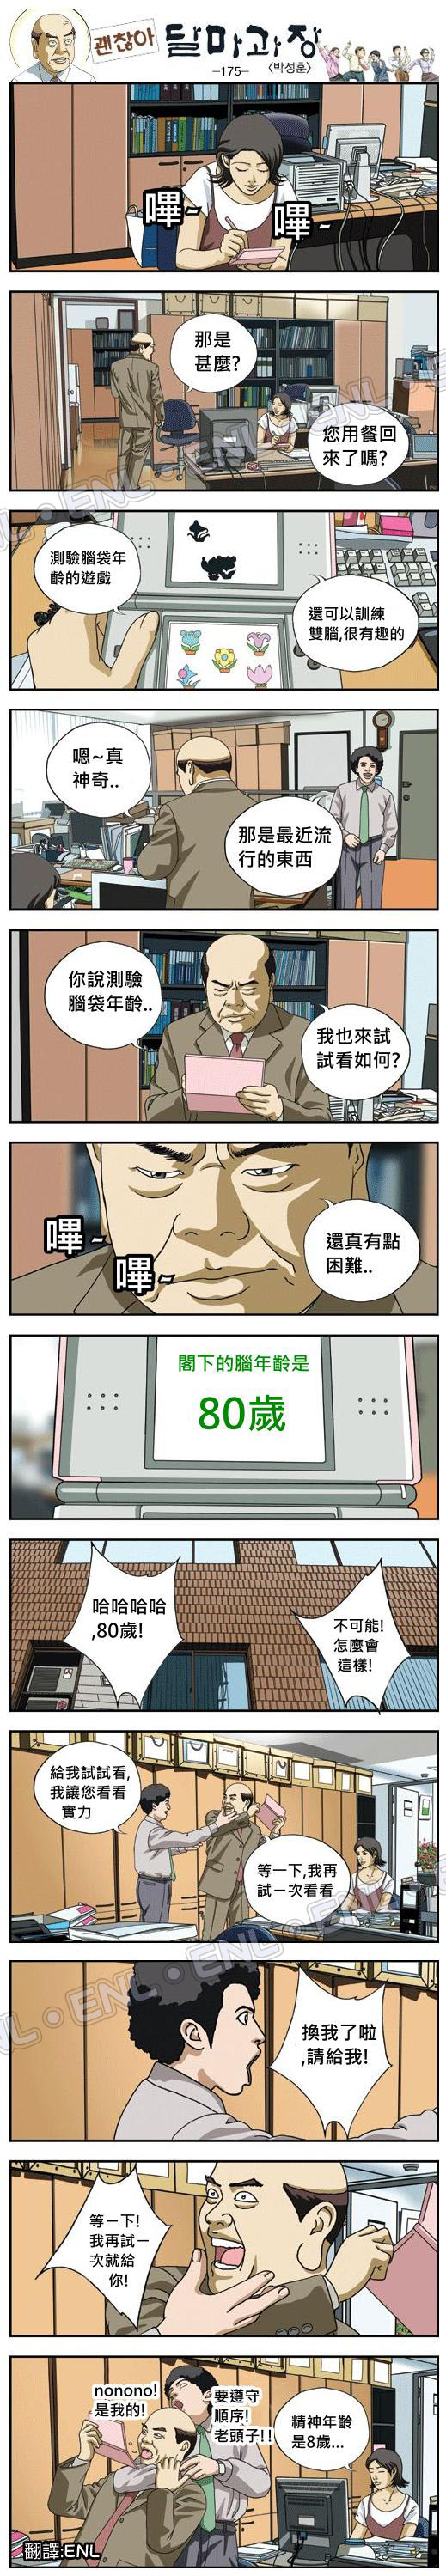 괜찮아 달마과장
-175- <박성훈>
嗶~
嗶~
那是
甚麼?
您用餐回
來了嗎?
測驗腦袋年
齡的遊戲
還可以訓練
雙腦,很有趣的
嗯~真
神奇..
那是最近流
行的東西
你說測驗
腦袋年齡..
我也來試
試看如何?
嗶~
嗶~
還真有點
困難..
閣下的腦年齡是
80歲
哈哈哈哈
,80歲!
不可能!
怎麼會
這樣!
給我試試看,
我讓您看看
實力
等一下,我再
試一次看看
換我了啦
,請給我!
等一下!
我再試一
次就給
你!
nonono!
是我的!
要遵守
順序!
老頭子!!
精神年齡
是8歲...
翻譯:ENL
ENL • ENL • ENL • ENL
ENL • ENL • ENL • ENL